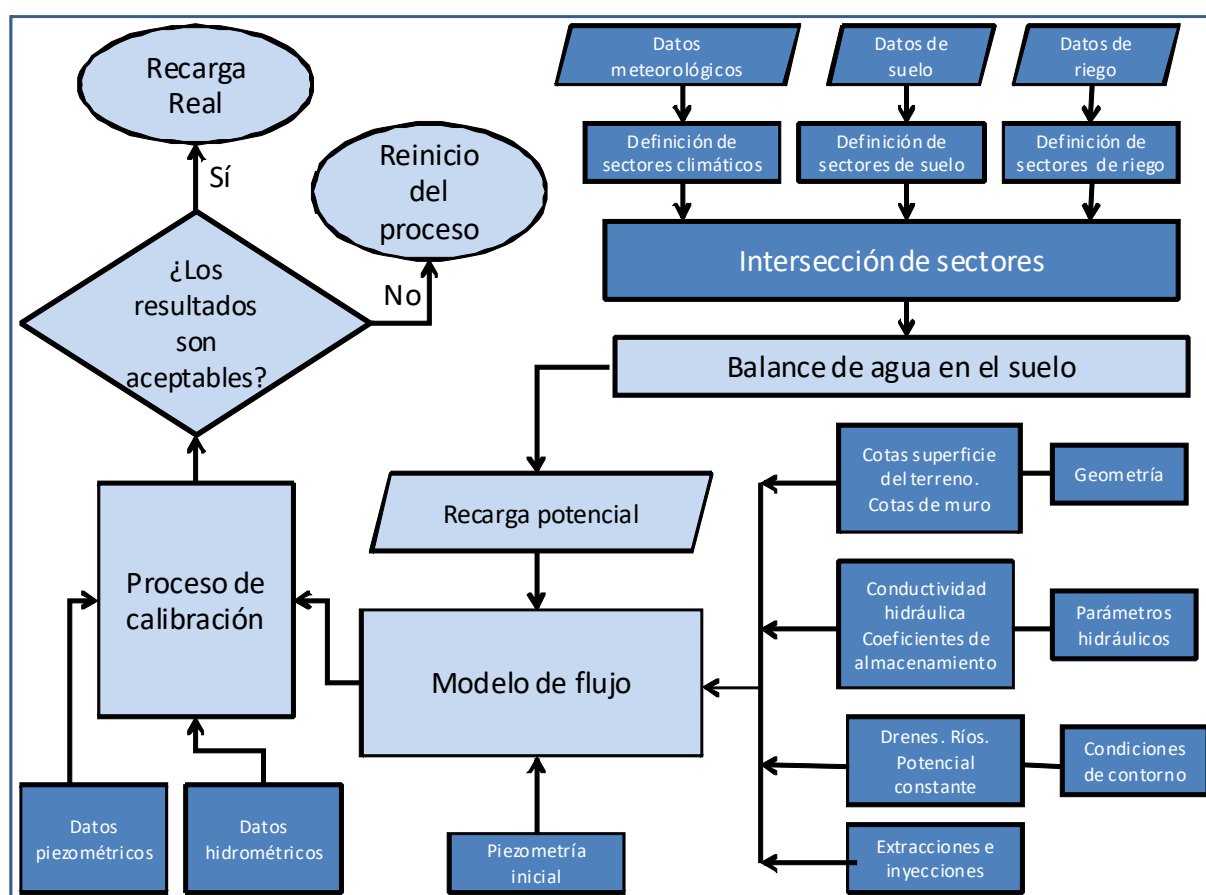 Recarga
Real
Sí
Reinicio
del
proceso
No
¿Los
resultados
son
aceptables?
Datos
meteorológicos
Datos de
suelo
Datos de
riego
Definición de
sectores climáticos
Definición de
sectores de suelo
Definición de
sectores de riego
Intersección de sectores
Balance de agua en el suelo
Recarga potencial
Cotas superficie
del terreno.
Cotas de muro
Geometría
Proceso de
calibración
Conductividad
hidráulica
Coeficientes de
almacenamiento
Parámetros
hidráulicos
Modelo de flujo
Drenes. Ríos.
Potencial
constante
Condiciones
de contorno
Datos
piezométricos
Datos
hidrométricos
Piezometría
inicial
Extracciones e
inyecciones